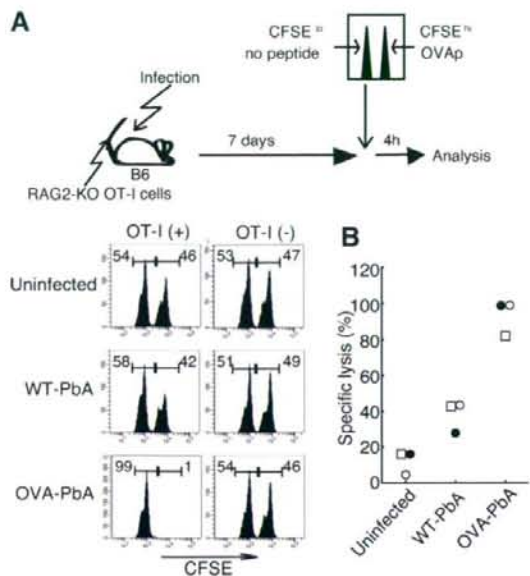 A
CFSE lo
no peptide
CFSE hi
OVAp
Infection
B6
RAG2-KO OT-I cells
7 days
4h
Analysis
OT-I (+)
OT-I (-)
Uninfected
54 46
53 47
WT-PbA
58 42
51 49
OVA-PbA
99 1
54 46
CFSE
B
Specific lysis (%)
120
100
80
60
40
20
0
Uninfected
WT-PbA
OVA-PbA